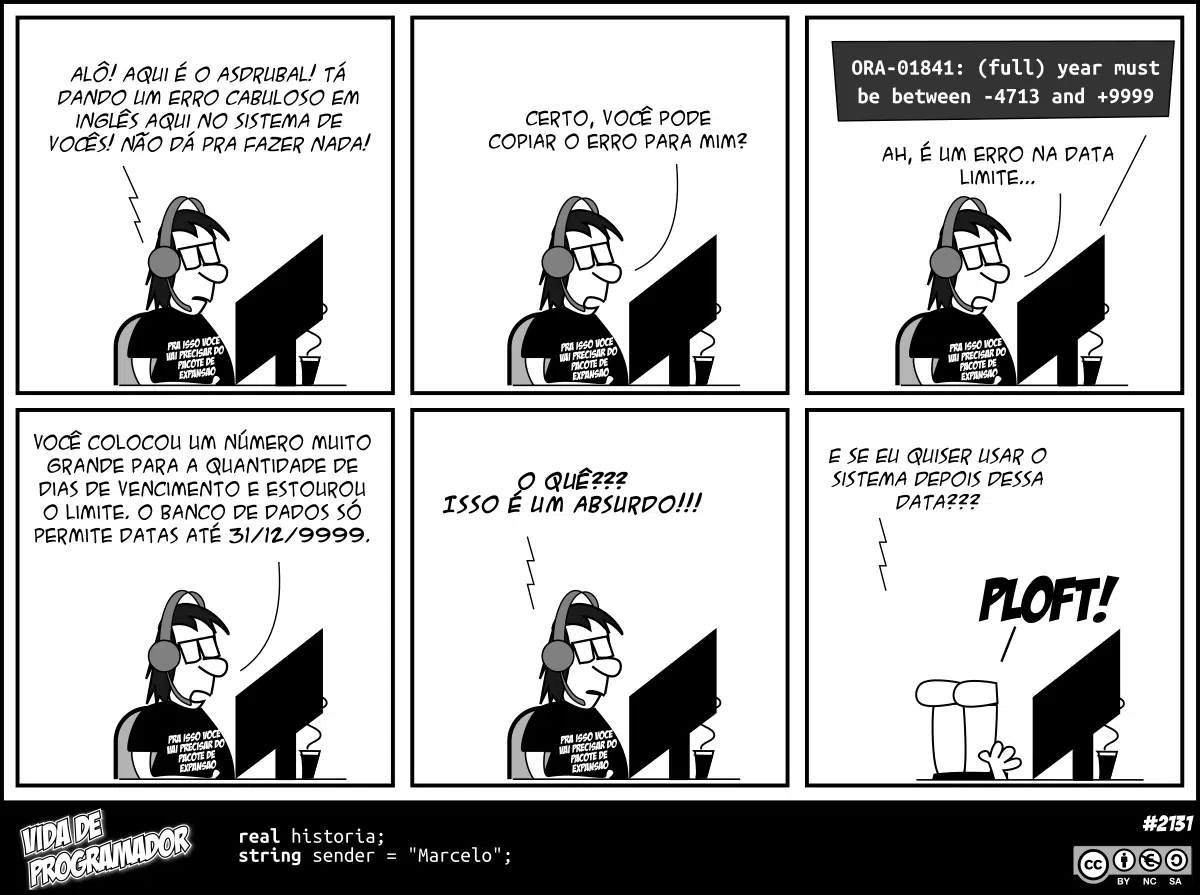 ALÔ! AQUI É O ASDRUBAL! TÁ
DANDO UM ERRO CABULOSO EM
INGLÊS AQUI NO SISTEMA DE
VOCÊS! NÃO DÁ PRA FAZER NADA!
PRA ISSO VOCÊ
VAI PRECISAR DO
PACOTE DE
EXPANSÃO
CERTO, VOCÊ PODE
COPIAR O ERRO PARA MIM?
PRA ISSO VOCÊ
VAI PRECISAR DO
PACOTE DE
EXPANSÃO
ORA-01841: (full) year must
be between -4713 and +9999
AH, É UM ERRO NA DATA
LIMITE...
PRA ISSO VOCÊ
VAI PRECISAR DO
PACOTE DE
EXPANSÃO
VOCÊ COLOCOU UM NÚMERO MUITO
GRANDE PARA A QUANTIDADE DE
DIAS DE VENCIMENTO E ESTOUROU
O LIMITE. O BANCO DE DADOS SÓ
PERMITE DATAS ATÉ 31/12/9999.
PRA ISSO VOCÊ
VAI PRECISAR DO
PACOTE DE
EXPANSÃO
O QUÊ???
ISSO É UM ABSURDO!!!
PRA ISSO VOCÊ
VAI PRECISAR DO
PACOTE DE
EXPANSÃO
E SE EU QUISER USAR O
SISTEMA DEPOIS DESSA
DATA???
PLOFT!
VIDA DE
PROGRAMADOR
real historia;
string sender = "Marcelo";
#2131
cc
BY NC SA